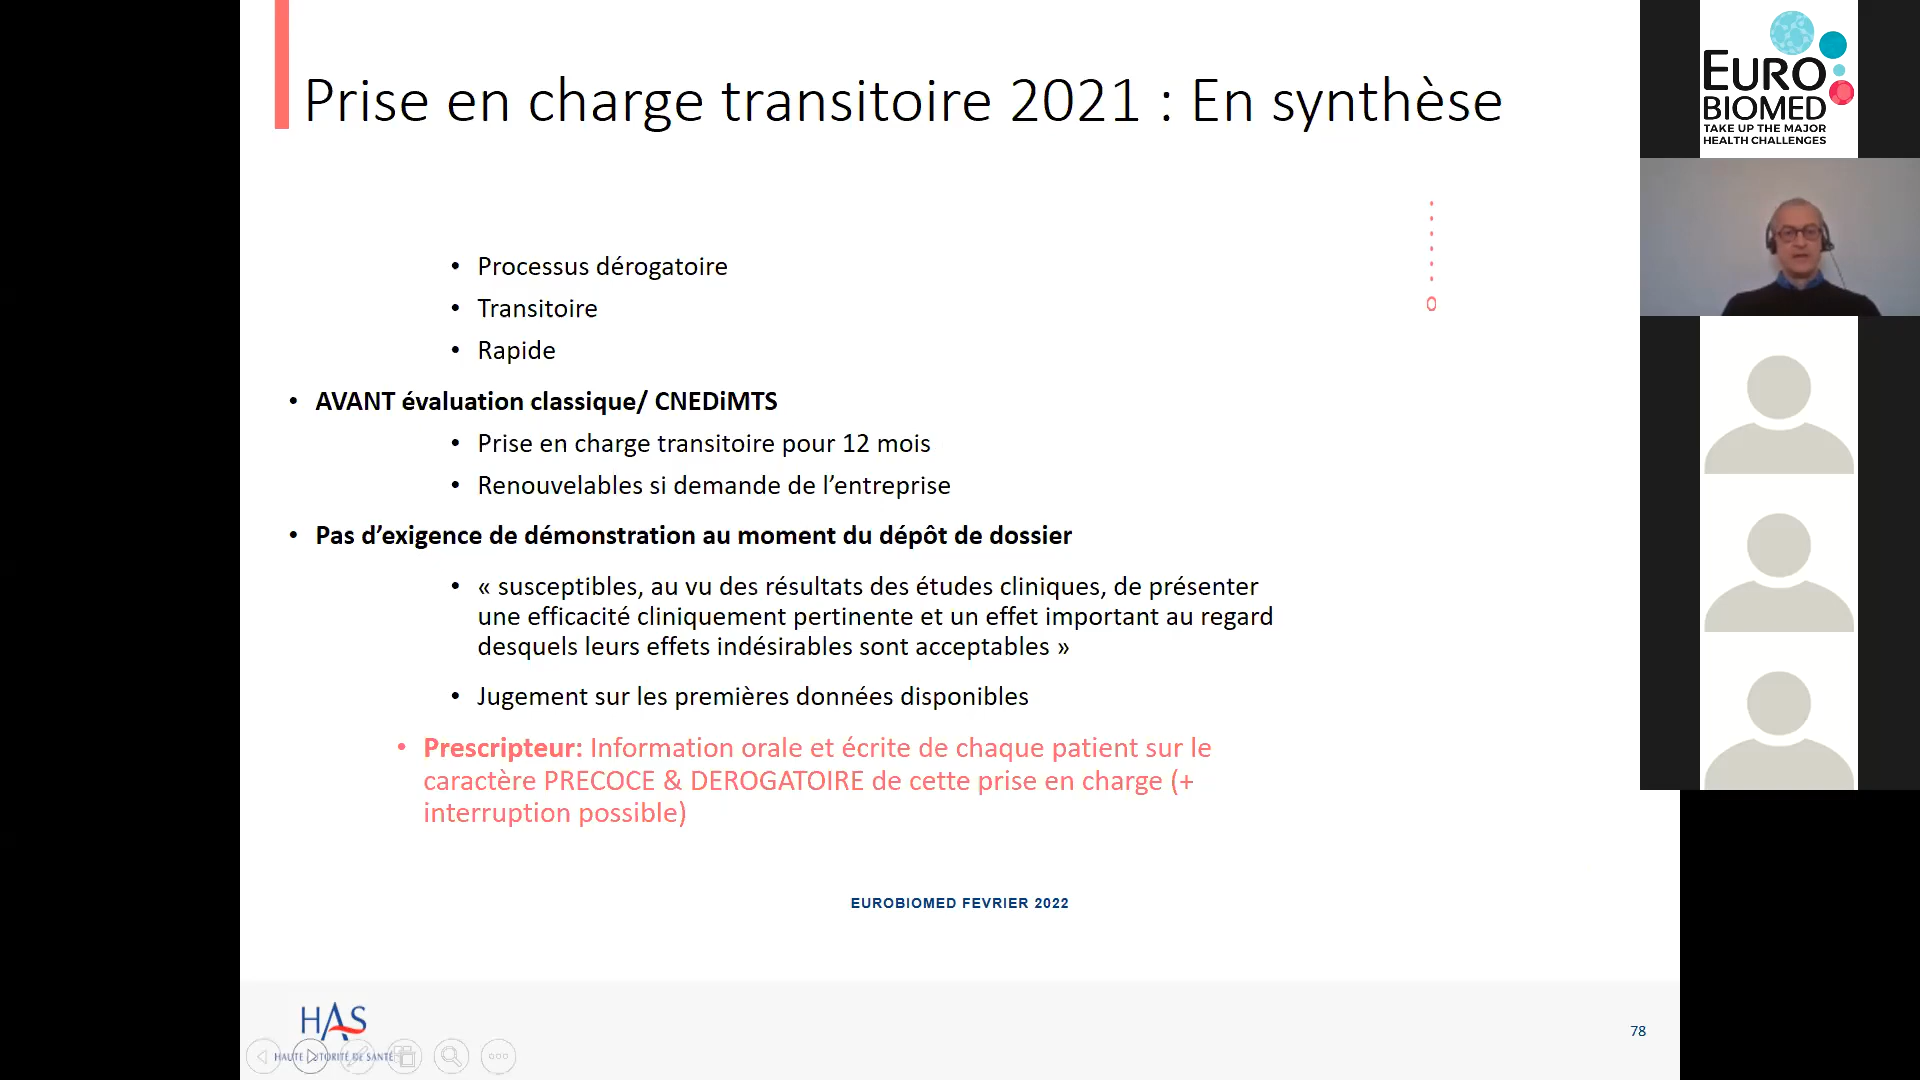 Prise en charge transitoire 2021 : En synthèse
• Processus dérogatoire
• Transitoire
• Rapide
• AVANT évaluation classique/ CNEDiMTS
• Prise en charge transitoire pour 12 mois
• Renouvelables si demande de l’entreprise
• Pas d’exigence de démonstration au moment du dépôt de dossier
• « susceptibles, au vu des résultats des études cliniques, de présenter
une efficacité cliniquement pertinente et un effet important au regard
desquels leurs effets indésirables sont acceptables »
• Jugement sur les premières données disponibles
• Prescripteur: Information orale et écrite de chaque patient sur le
caractère PRECOCE & DEROGATOIRE de cette prise en charge (+
interruption possible)
EUROBIOMED FEVRIER 2022
HAS
HAUTE AUTORITÉ DE SANTÉ
78
EURO
BIOMED
TAKE UP THE MAJOR
HEALTH CHALLENGES